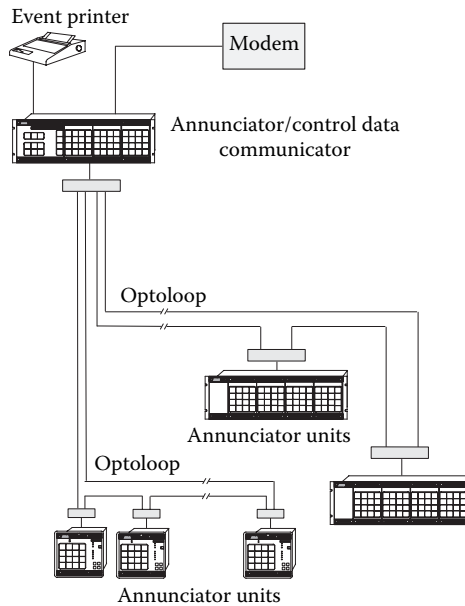 Event printer
Modem
Annunciator/control data
communicator
Optoloop
Annunciator units
Optoloop
Annunciator units